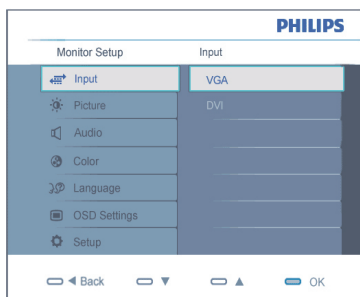 PHILIPS
Monitor Setup Input
Input VGA
Picture DVI
Audio
Color
Language
OSD Settings
Setup
Back OK